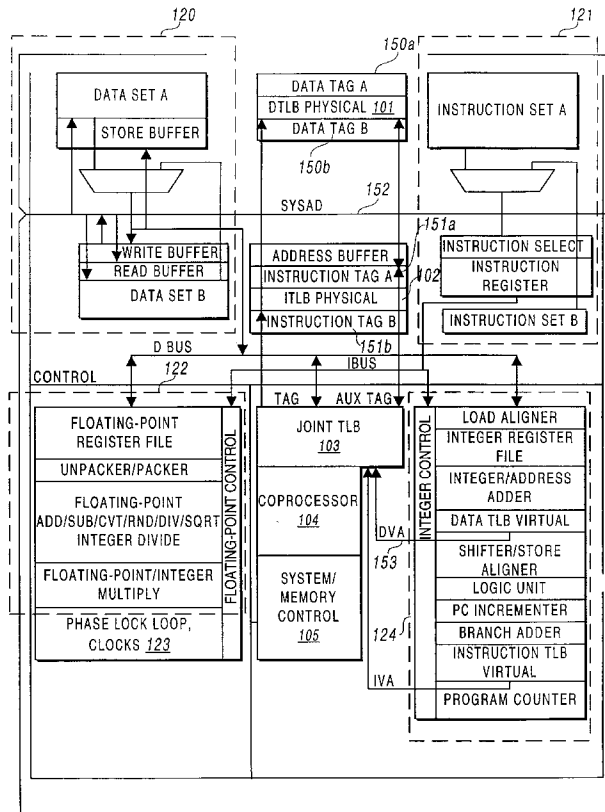 120
150a
121
DATA SET A
STORE BUFFER
DATA TAG A
DTLB PHYSICAL 101
DATA TAG B
150b
INSTRUCTION SET A
152
SYSAD
151a
WRITE BUFFER
READ BUFFER
DATA SET B
ADDRESS BUFFER
INSTRUCTION TAG A
ITLB PHYSICAL
INSTRUCTION TAG B
102
151b
INSTRUCTION SELECT
INSTRUCTION
REGISTER
INSTRUCTION SET B
D BUS
IBUS
CONTROL
122
TAG
AUX TAG
FLOATING-POINT
REGISTER FILE
UNPACKER/PACKER
FLOATING-POINT
ADD/SUB/CVT/RND/DIV/SQRT
INTEGER DIVIDE
FLOATING-POINT/INTEGER
MULTIPLY
PHASE LOCK LOOP,
CLOCKS 123
FLOATING-POINT CONTROL
JOINT TLB
103
COPROCESSOR
104
SYSTEM/
MEMORY
CONTROL
105
DVA
153
124
IVA
INTEGER CONTROL
LOAD ALIGNER
INTEGER REGISTER
FILE
INTEGER/ADDRESS
ADDER
DATA TLB VIRTUAL
SHIFTER/STORE
ALIGNER
LOGIC UNIT
PC INCREMENTER
BRANCH ADDER
INSTRUCTION TLB
VIRTUAL
PROGRAM COUNTER